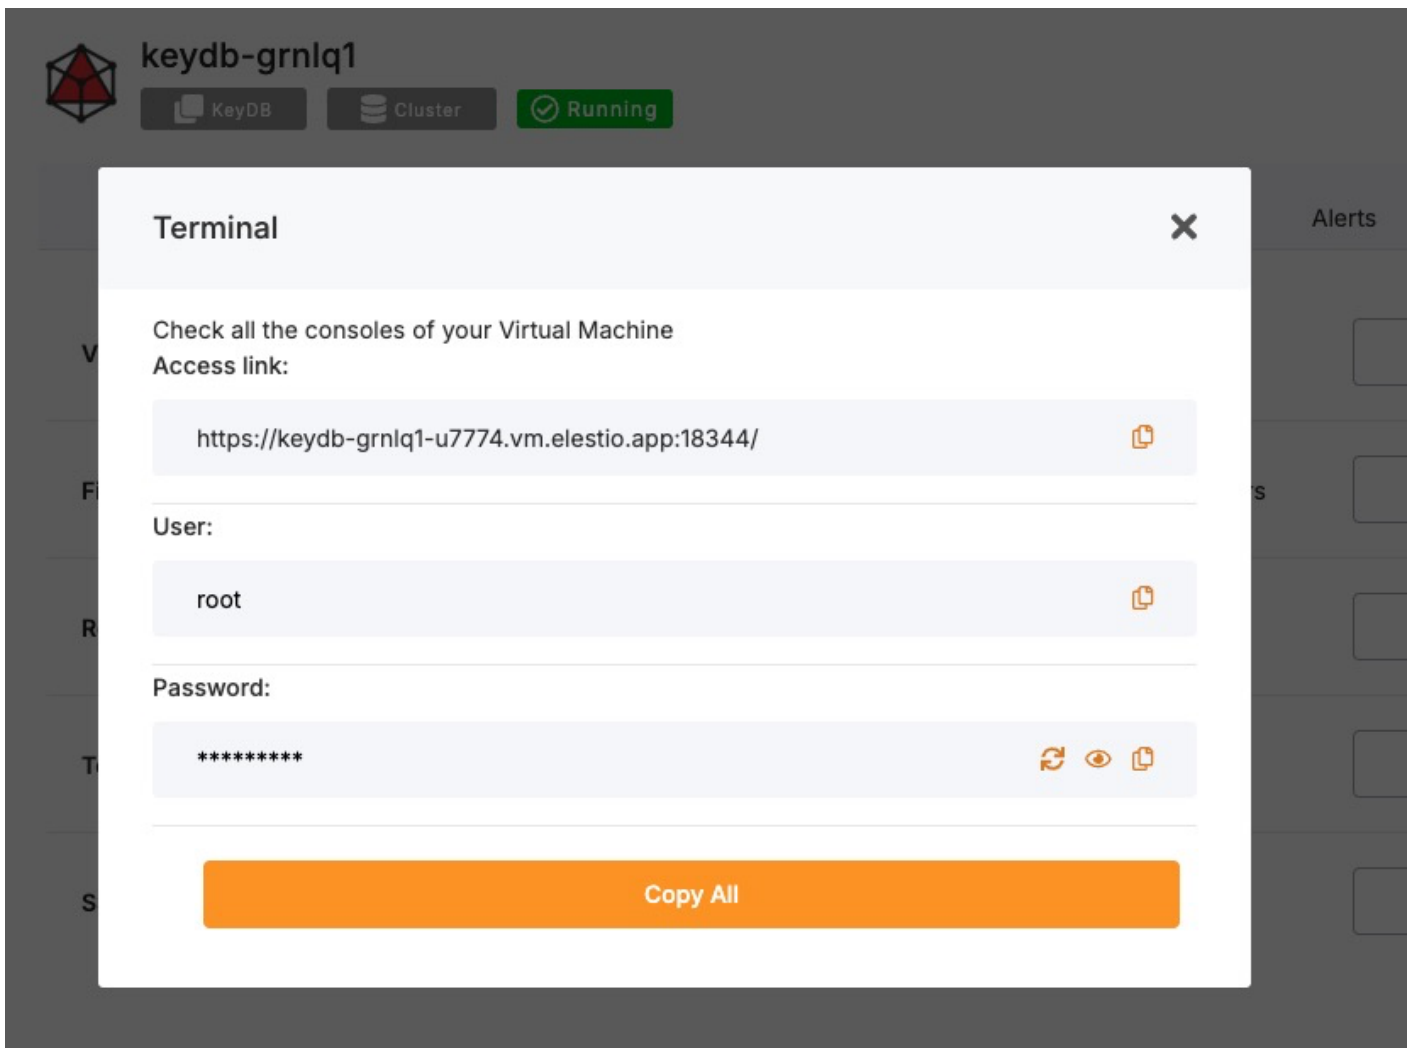 keydb-grnlq1
KeyDB Cluster Running
Terminal
Alerts
Check all the consoles of your Virtual Machine
Access link:
https://keydb-grnlq1-u7774.vm.elestio.app:18344/
User:
root
Password:
*********
Copy All